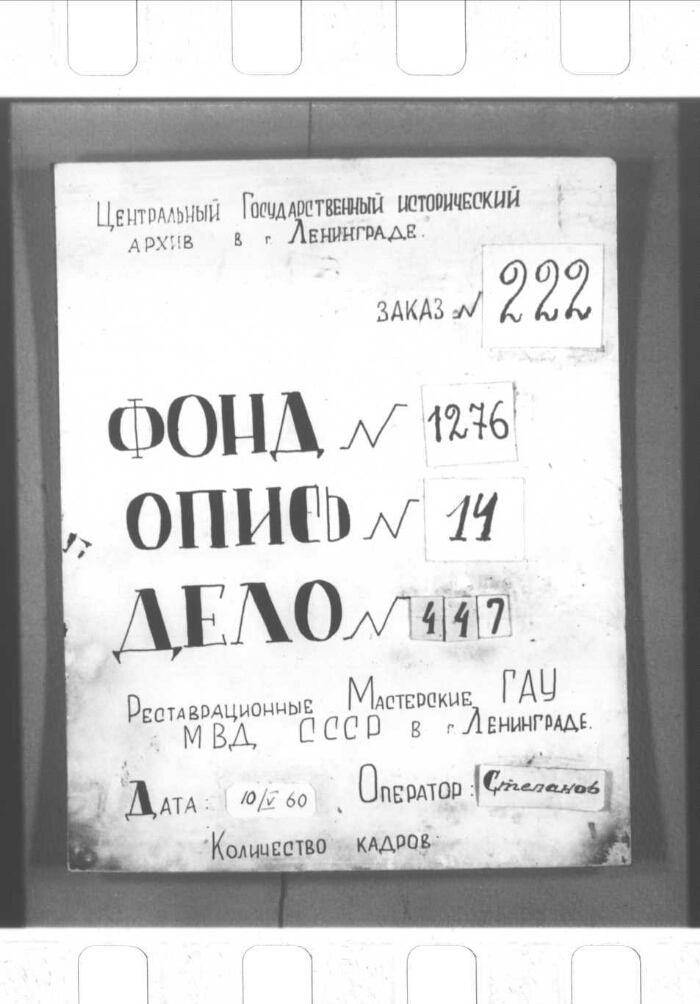 Центральный Государственный исторический
архив в г. Ленинграде.
заказ № 222
ФОНД № 1276
ОПИСЬ № 14
ДЕЛО № 447
Реставрационные Мастерские ГАУ
МВД СССР в г. Ленинграде.
Дата: 10/V 60 Оператор: Степанов
Количество кадров